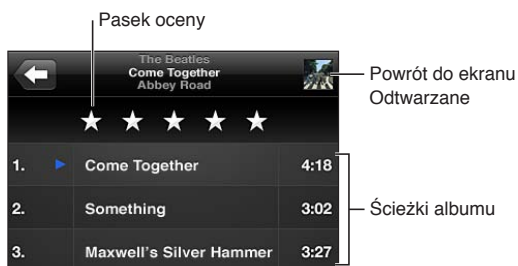 Pasek oceny
The Beatles
Come Together
Abbey Road
Powrót do ekranu
Odtwarzane
1. Come Together 4:18
2. Something 3:02
3. Maxwell's Silver Hammer 3:27
Ścieżki albumu